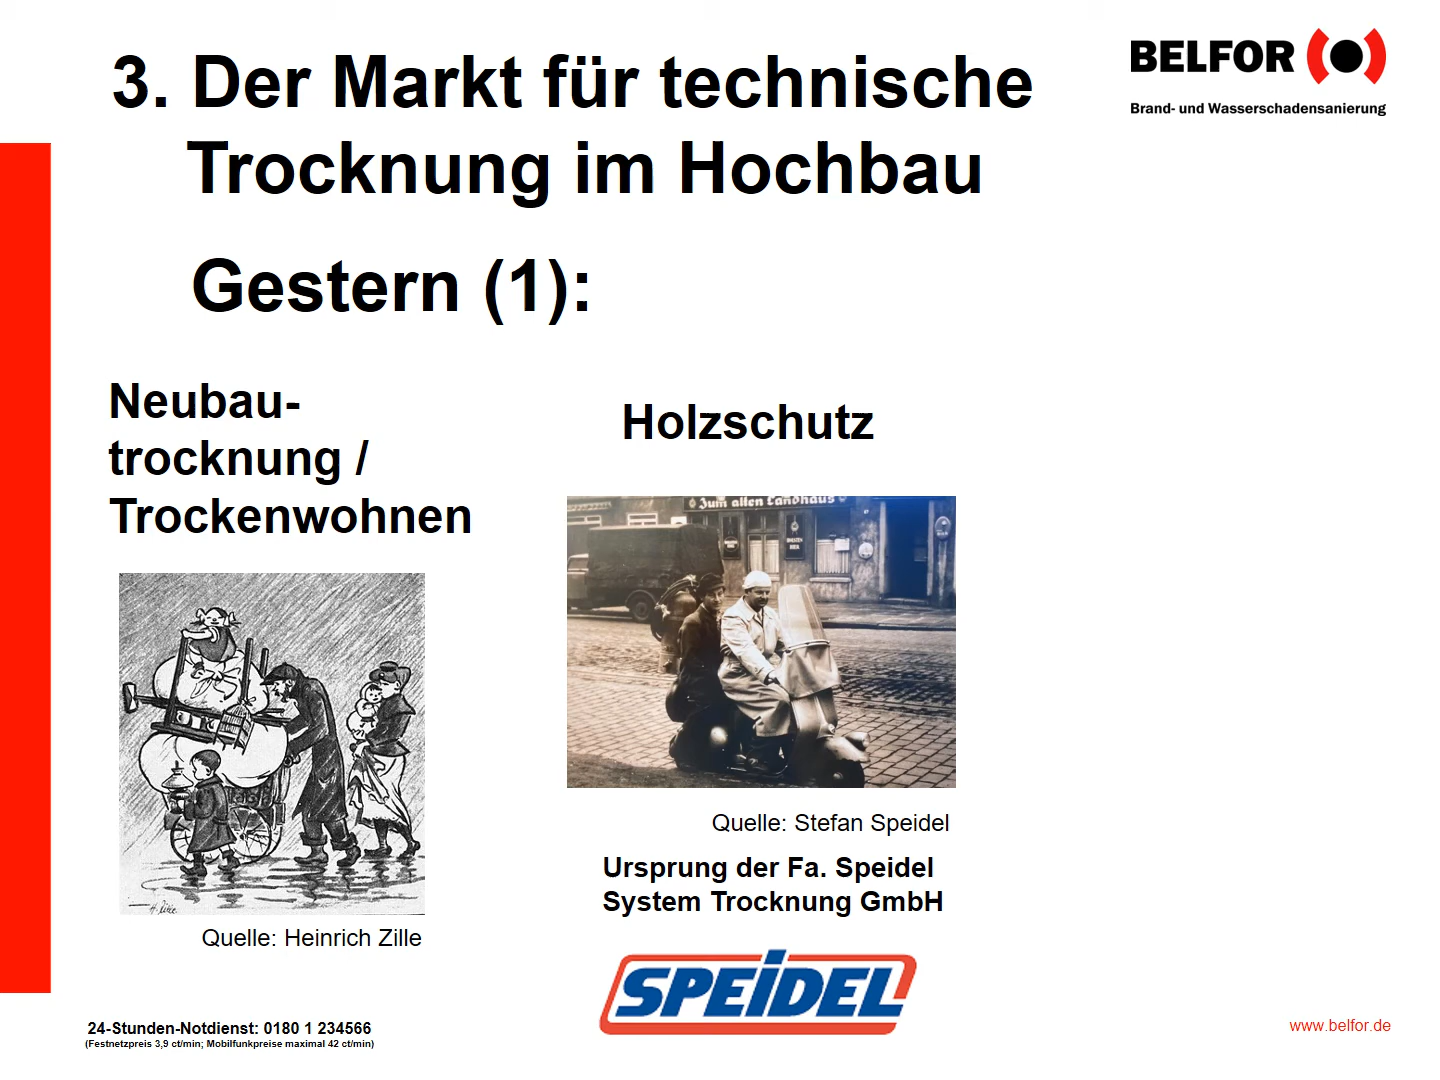 3. Der Markt für technische
Trocknung im Hochbau
BELFOR
Brand- und Wasserschadensanierung
Gestern (1):
Neubau-
trocknung /
Trockenwohnen
Quelle: Heinrich Zille
Holzschutz
Zum alten Landhaus
Quelle: Stefan Speidel
Ursprung der Fa. Speidel
System Trocknung GmbH
SPEIDEL
24-Stunden-Notdienst: 0180 1 234566
(Festnetzpreis 3,9 ct/min; Mobilfunkpreise maximal 42 ct/min)
www.belfor.de